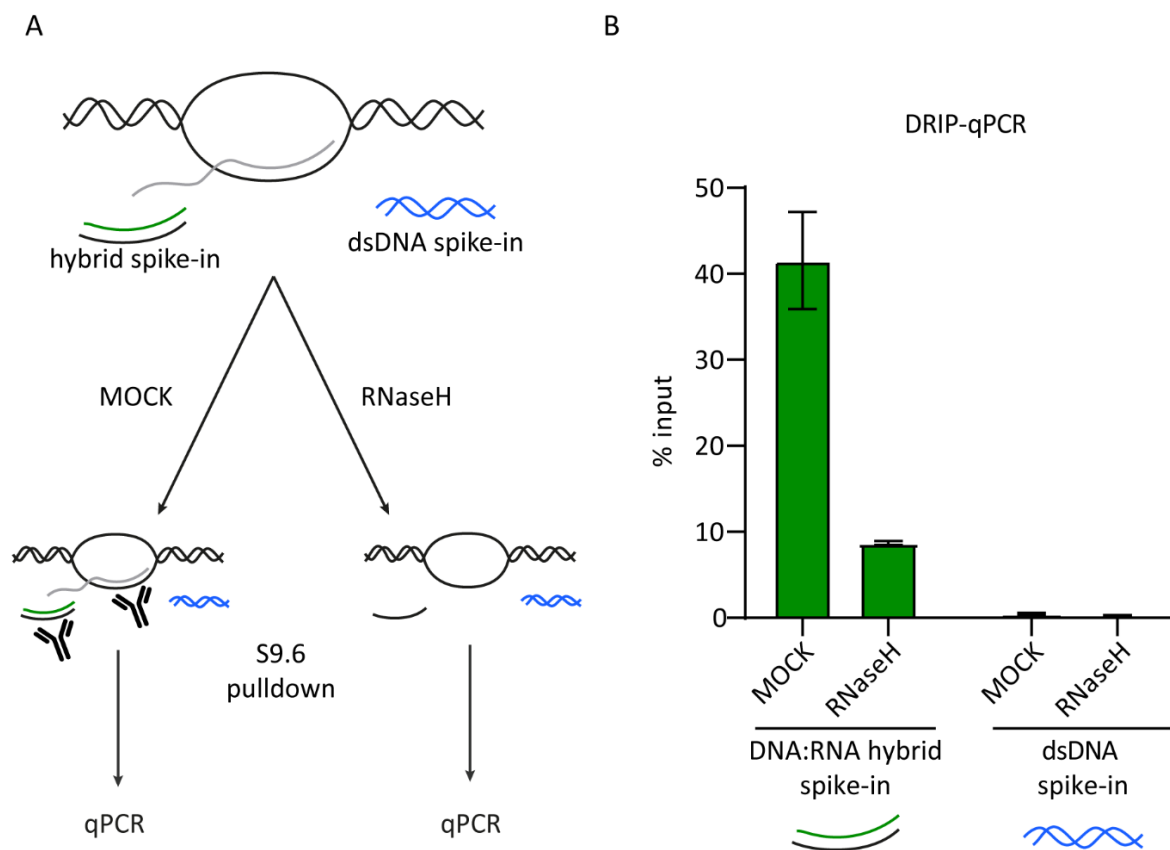 A
hybrid spike-in
dsDNA spike-in
MOCK
RNaseH
S9.6
pulldown
qPCR
qPCR
B
DRIP-qPCR
% input
50
40
30
20
10
0
MOCK
RNaseH
MOCK
RNaseH
DNA:RNA hybrid
spike-in
dsDNA
spike-in